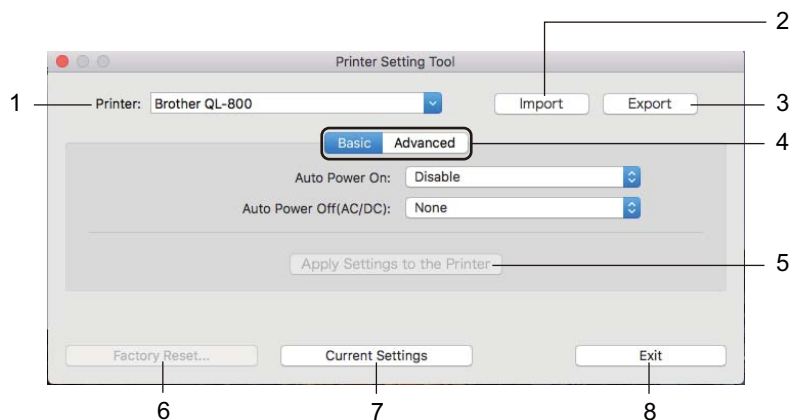 2
Printer Setting Tool
1 Printer: Brother QL-800 Import Export 3
Basic Advanced 4
Auto Power On: Disable
Auto Power Off(AC/DC): None
Apply Settings to the Printer 5
Factory Reset... Current Settings Exit
6 7 8